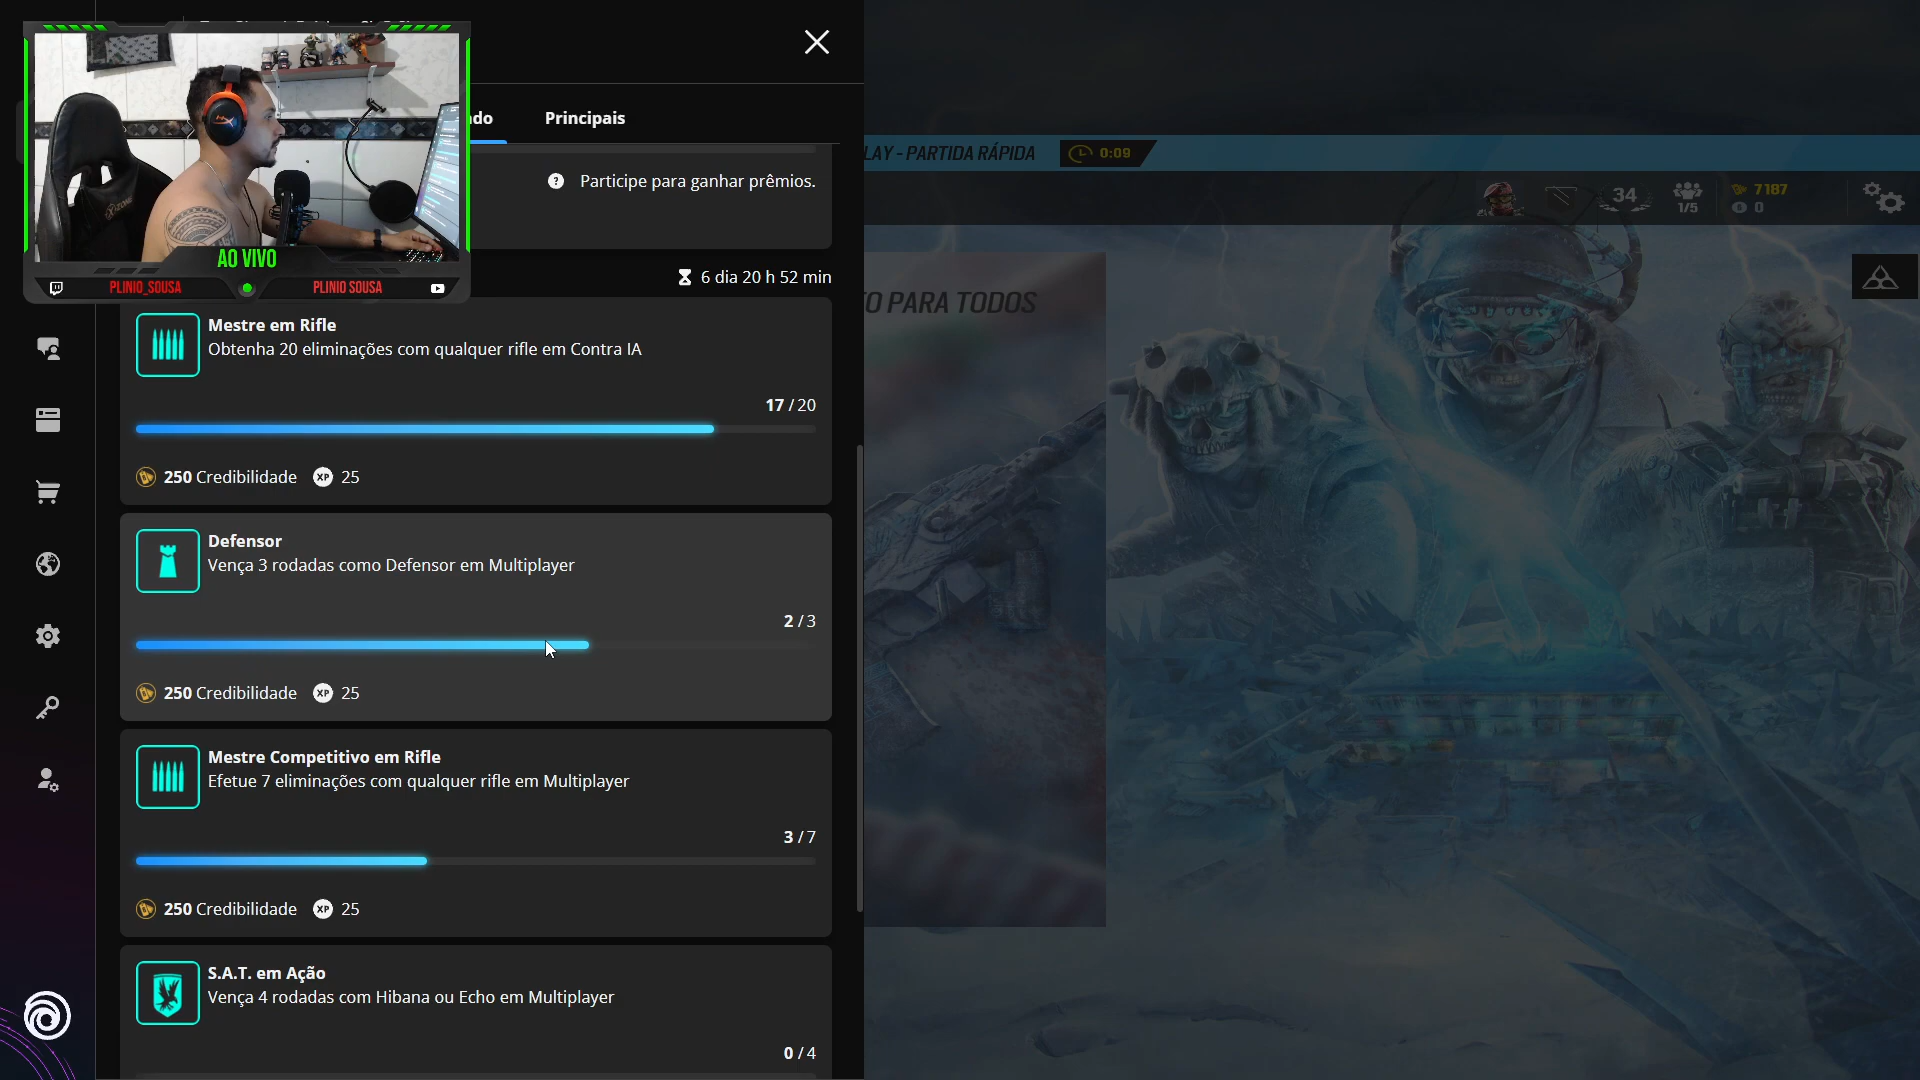 Principais
LAY - PARTIDA RÁPIDA
0:09
Participe para ganhar prêmios.
34
1/5
7187
0
AO VIVO
PLINIO_SOUSA
PLINIO SOUSA
6 dia 20 h 52 min
O PARA TODOS
Mestre em Rifle
Obtenha 20 eliminações com qualquer rifle em Contra IA
17 / 20
250 Credibilidade XP 25
Defensor
Vença 3 rodadas como Defensor em Multiplayer
2 / 3
250 Credibilidade XP 25
Mestre Competitivo em Rifle
Efetue 7 eliminações com qualquer rifle em Multiplayer
3 / 7
250 Credibilidade XP 25
S.A.T. em Ação
Vença 4 rodadas com Hibana ou Echo em Multiplayer
0 / 4